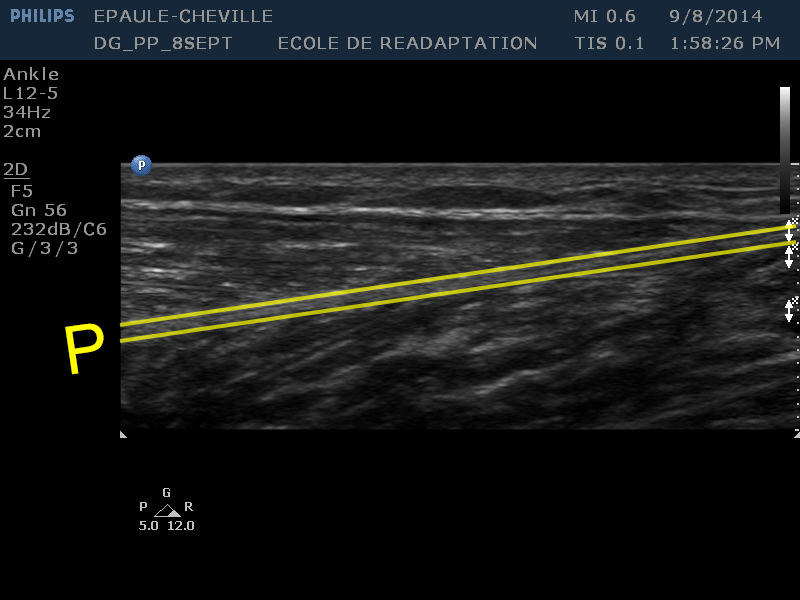 PHILIPS EPAULE-CHEVILLE MI 0.6 9/8/2014
DG_PP_8SEPT ECOLE DE READAPTATION TIS 0.1 1:58:26 PM
Ankle
L12-5
34Hz
2cm
2D
F5
Gn 56
232dB/C6
G/3/3
P
P
G
P R
5.0 12.0